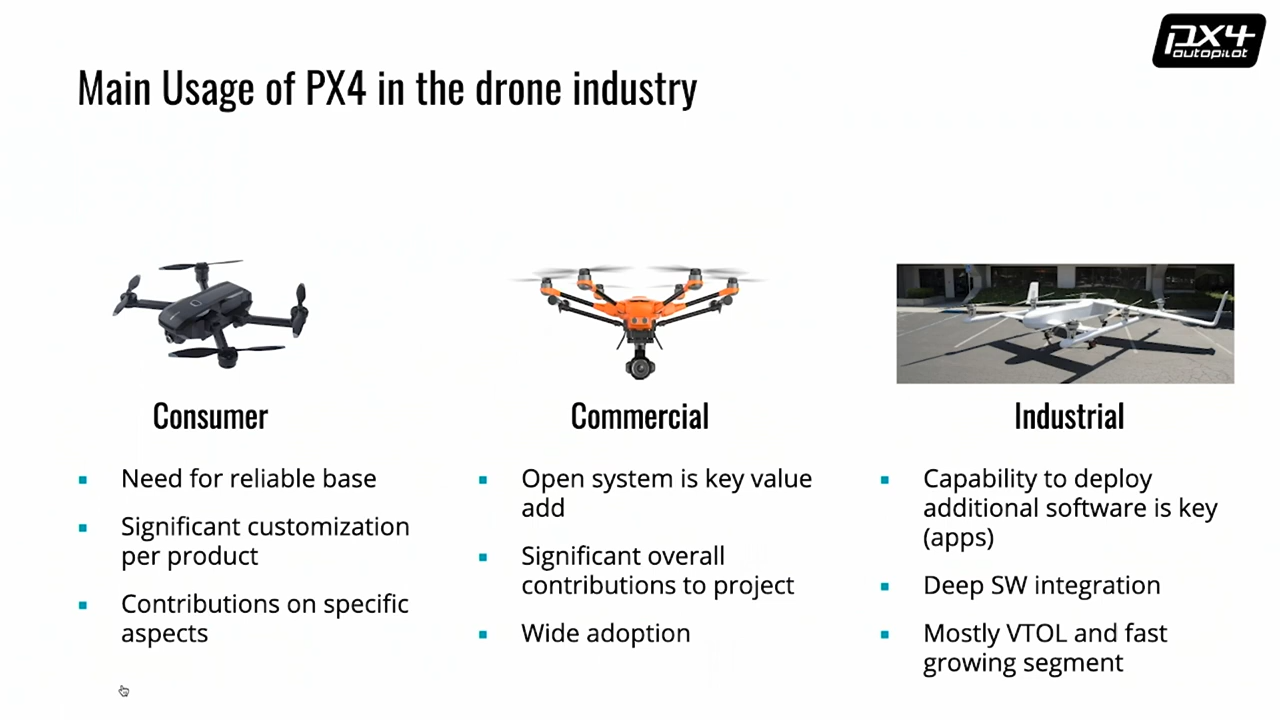 px4
autopilot
Main Usage of PX4 in the drone industry
Consumer
Need for reliable base
Significant customization
per product
Contributions on specific
aspects
Commercial
Open system is key value
add
Significant overall
contributions to project
Wide adoption
Industrial
Capability to deploy
additional software is key
(apps)
Deep SW integration
Mostly VTOL and fast
growing segment